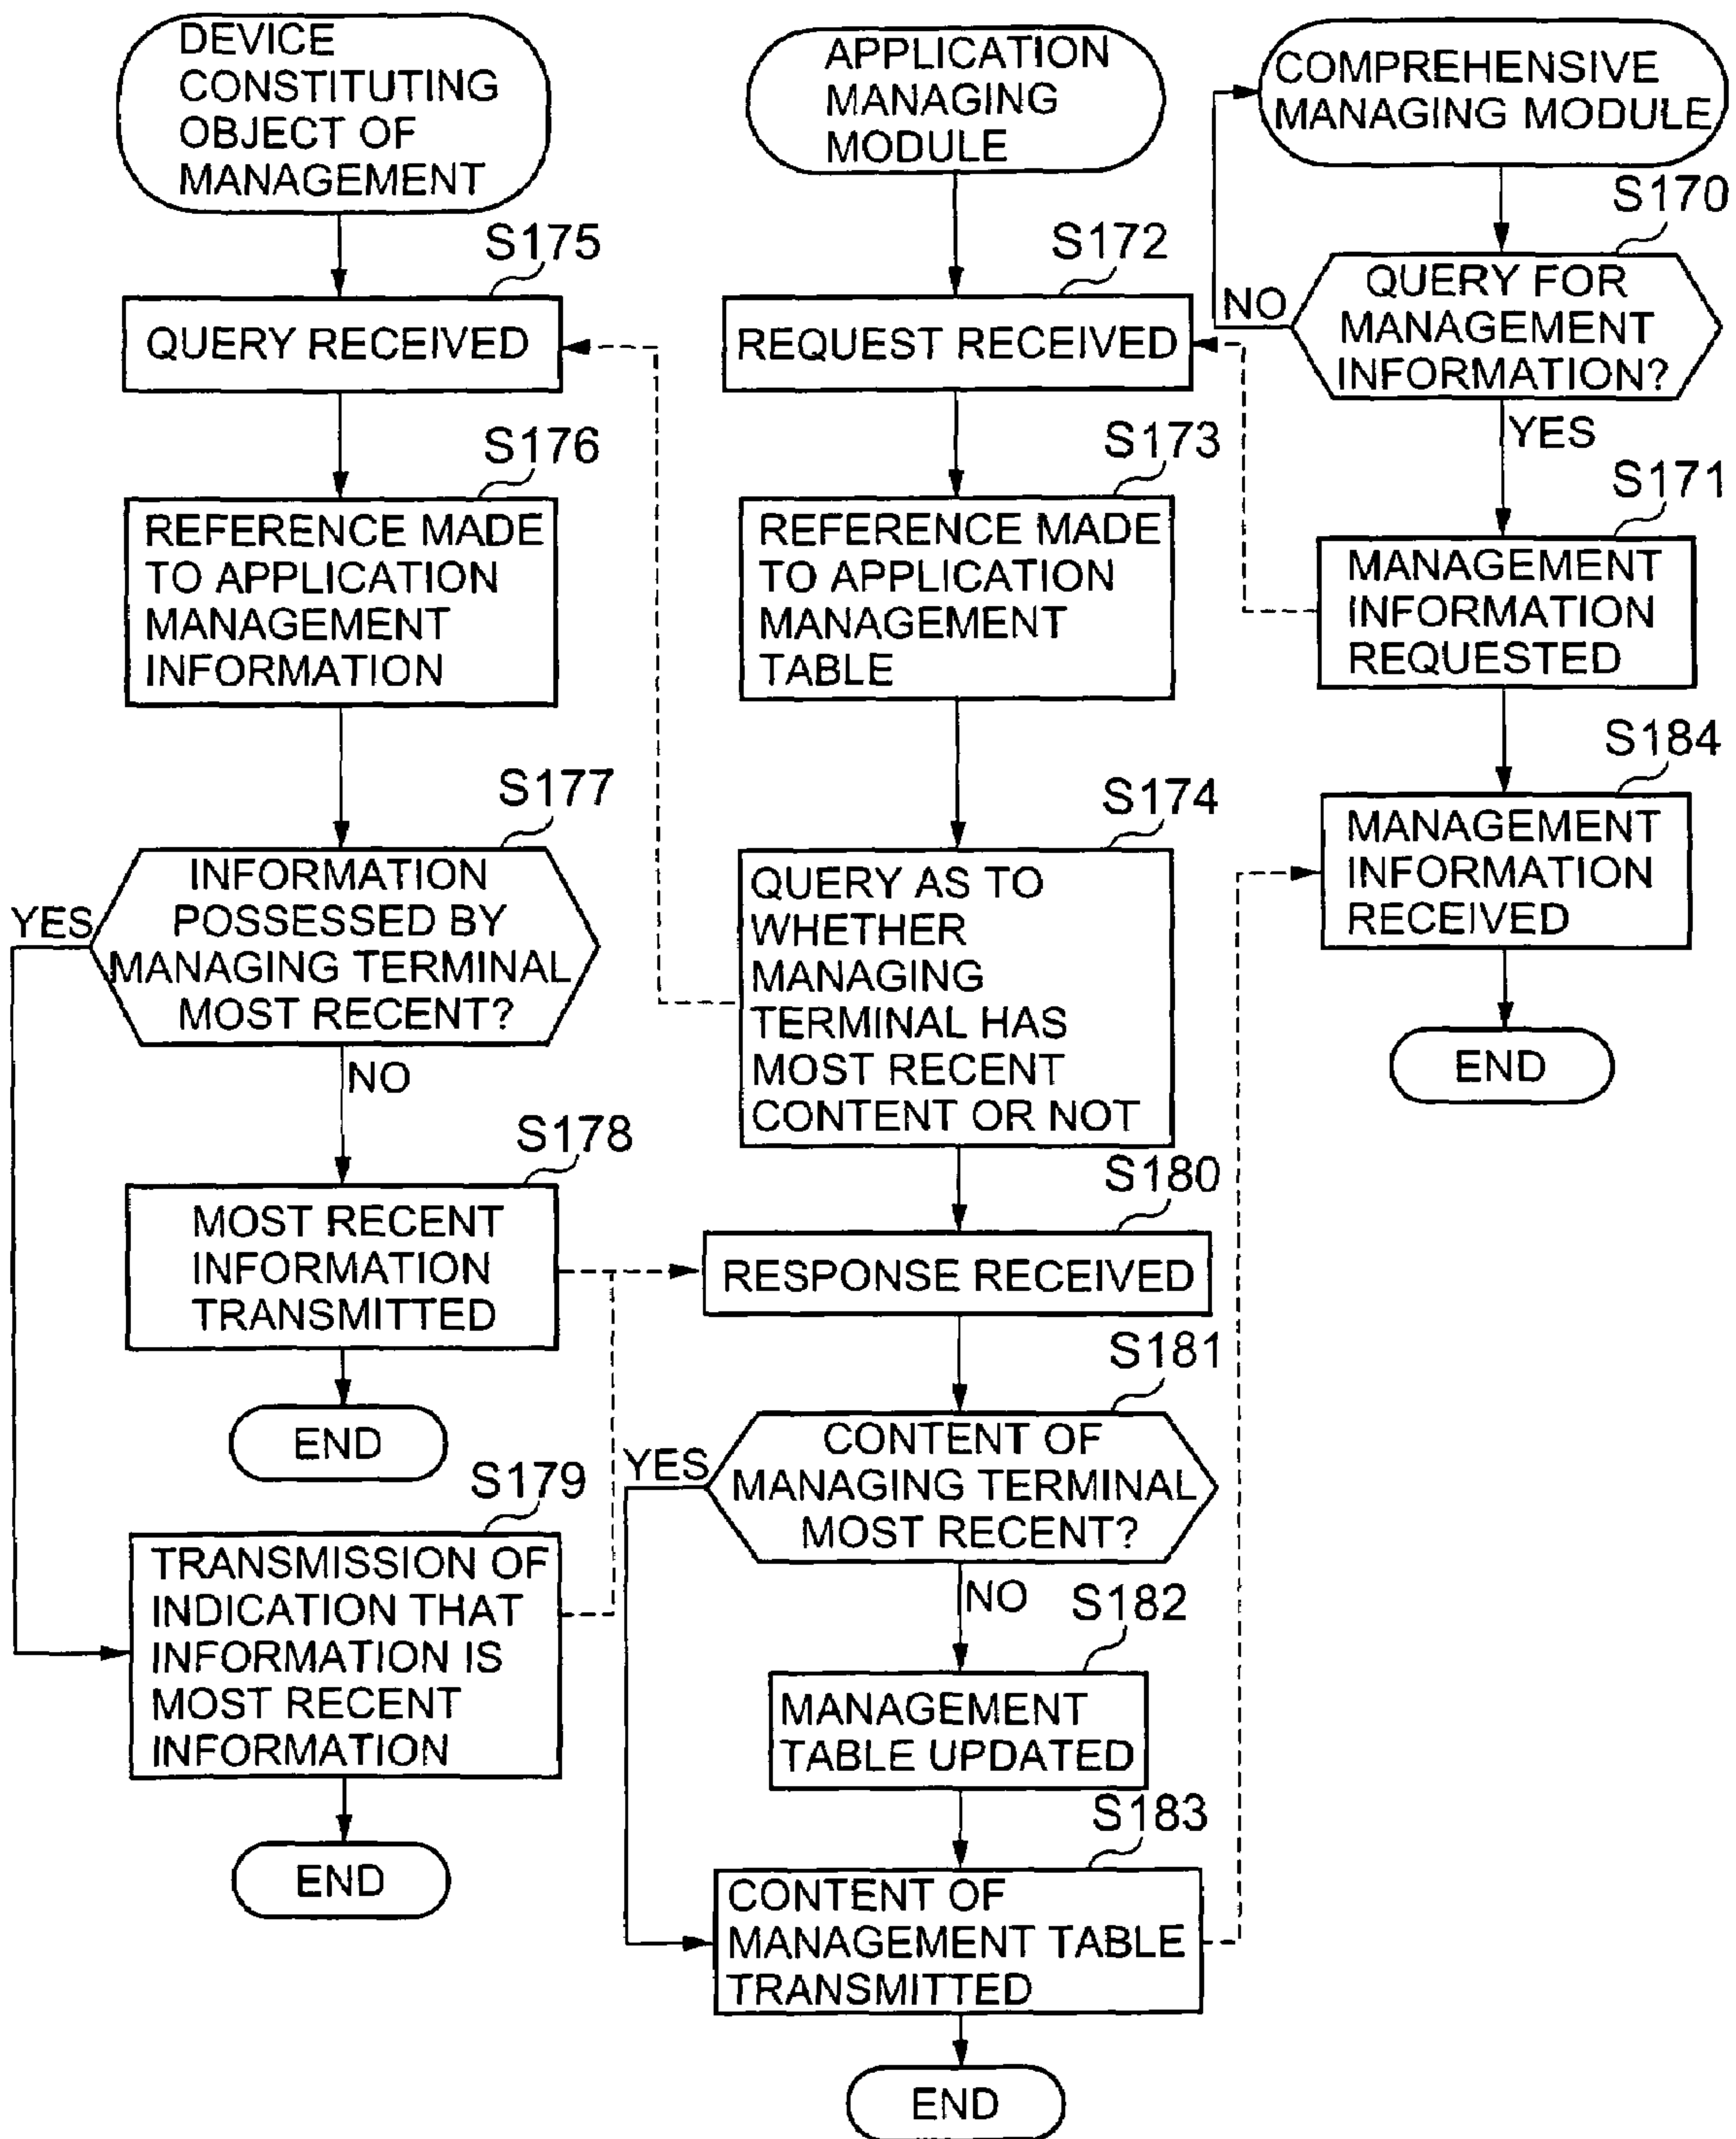 DEVICE
CONSTITUTING
OBJECT OF
MANAGEMENT
S175
QUERY RECEIVED
S176
REFERENCE MADE
TO APPLICATION
MANAGEMENT
INFORMATION
S177
INFORMATION
POSSESSED BY
MANAGING TERMINAL
MOST RECENT?
YES
NO
S178
MOST RECENT
INFORMATION
TRANSMITTED
END
S179
TRANSMISSION OF
INDICATION THAT
INFORMATION IS
MOST RECENT
INFORMATION
END
APPLICATION
MANAGING
MODULE
S172
REQUEST RECEIVED
S173
REFERENCE MADE
TO APPLICATION
MANAGEMENT
TABLE
S174
QUERY AS TO
WHETHER
MANAGING
TERMINAL HAS
MOST RECENT
CONTENT OR NOT
S180
RESPONSE RECEIVED
S181
CONTENT OF
MANAGING TERMINAL
MOST RECENT?
YES
NO
S182
MANAGEMENT
TABLE UPDATED
S183
CONTENT OF
MANAGEMENT TABLE
TRANSMITTED
END
COMPREHENSIVE
MANAGING MODULE
S170
QUERY FOR
MANAGEMENT
INFORMATION?
NO
YES
S171
MANAGEMENT
INFORMATION
REQUESTED
S184
MANAGEMENT
INFORMATION
RECEIVED
END